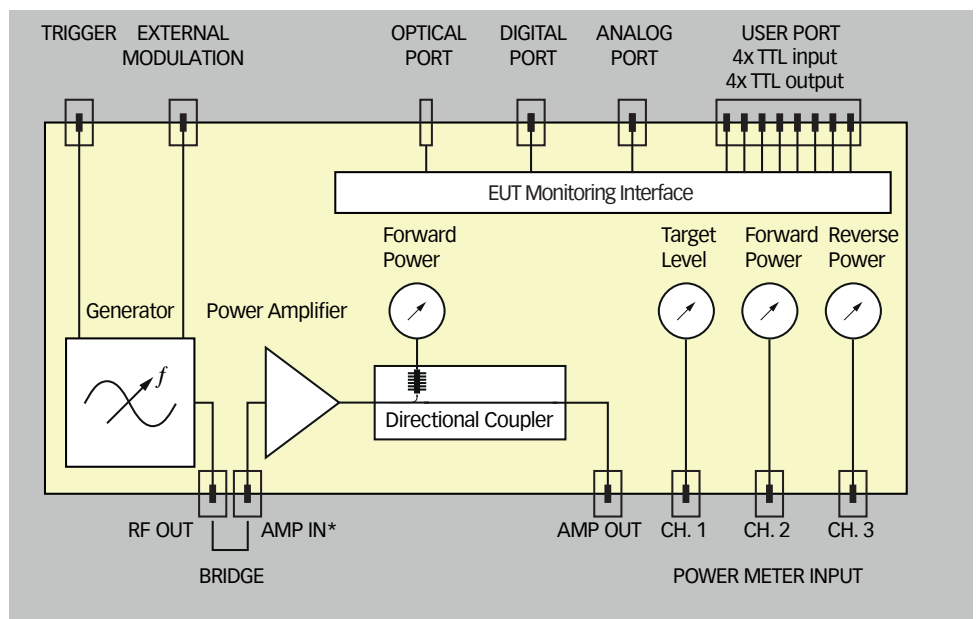 TRIGGER
EXTERNAL
MODULATION
OPTICAL
PORT
DIGITAL
PORT
ANALOG
PORT
USER PORT
4x TTL input
4x TTL output
EUT Monitoring Interface
Forward
Power
Target
Level
Forward
Power
Reverse
Power
Generator
Power Amplifier
f
Directional Coupler
RF OUT
AMP IN*
AMP OUT
CH. 1
CH. 2
CH. 3
BRIDGE
POWER METER INPUT